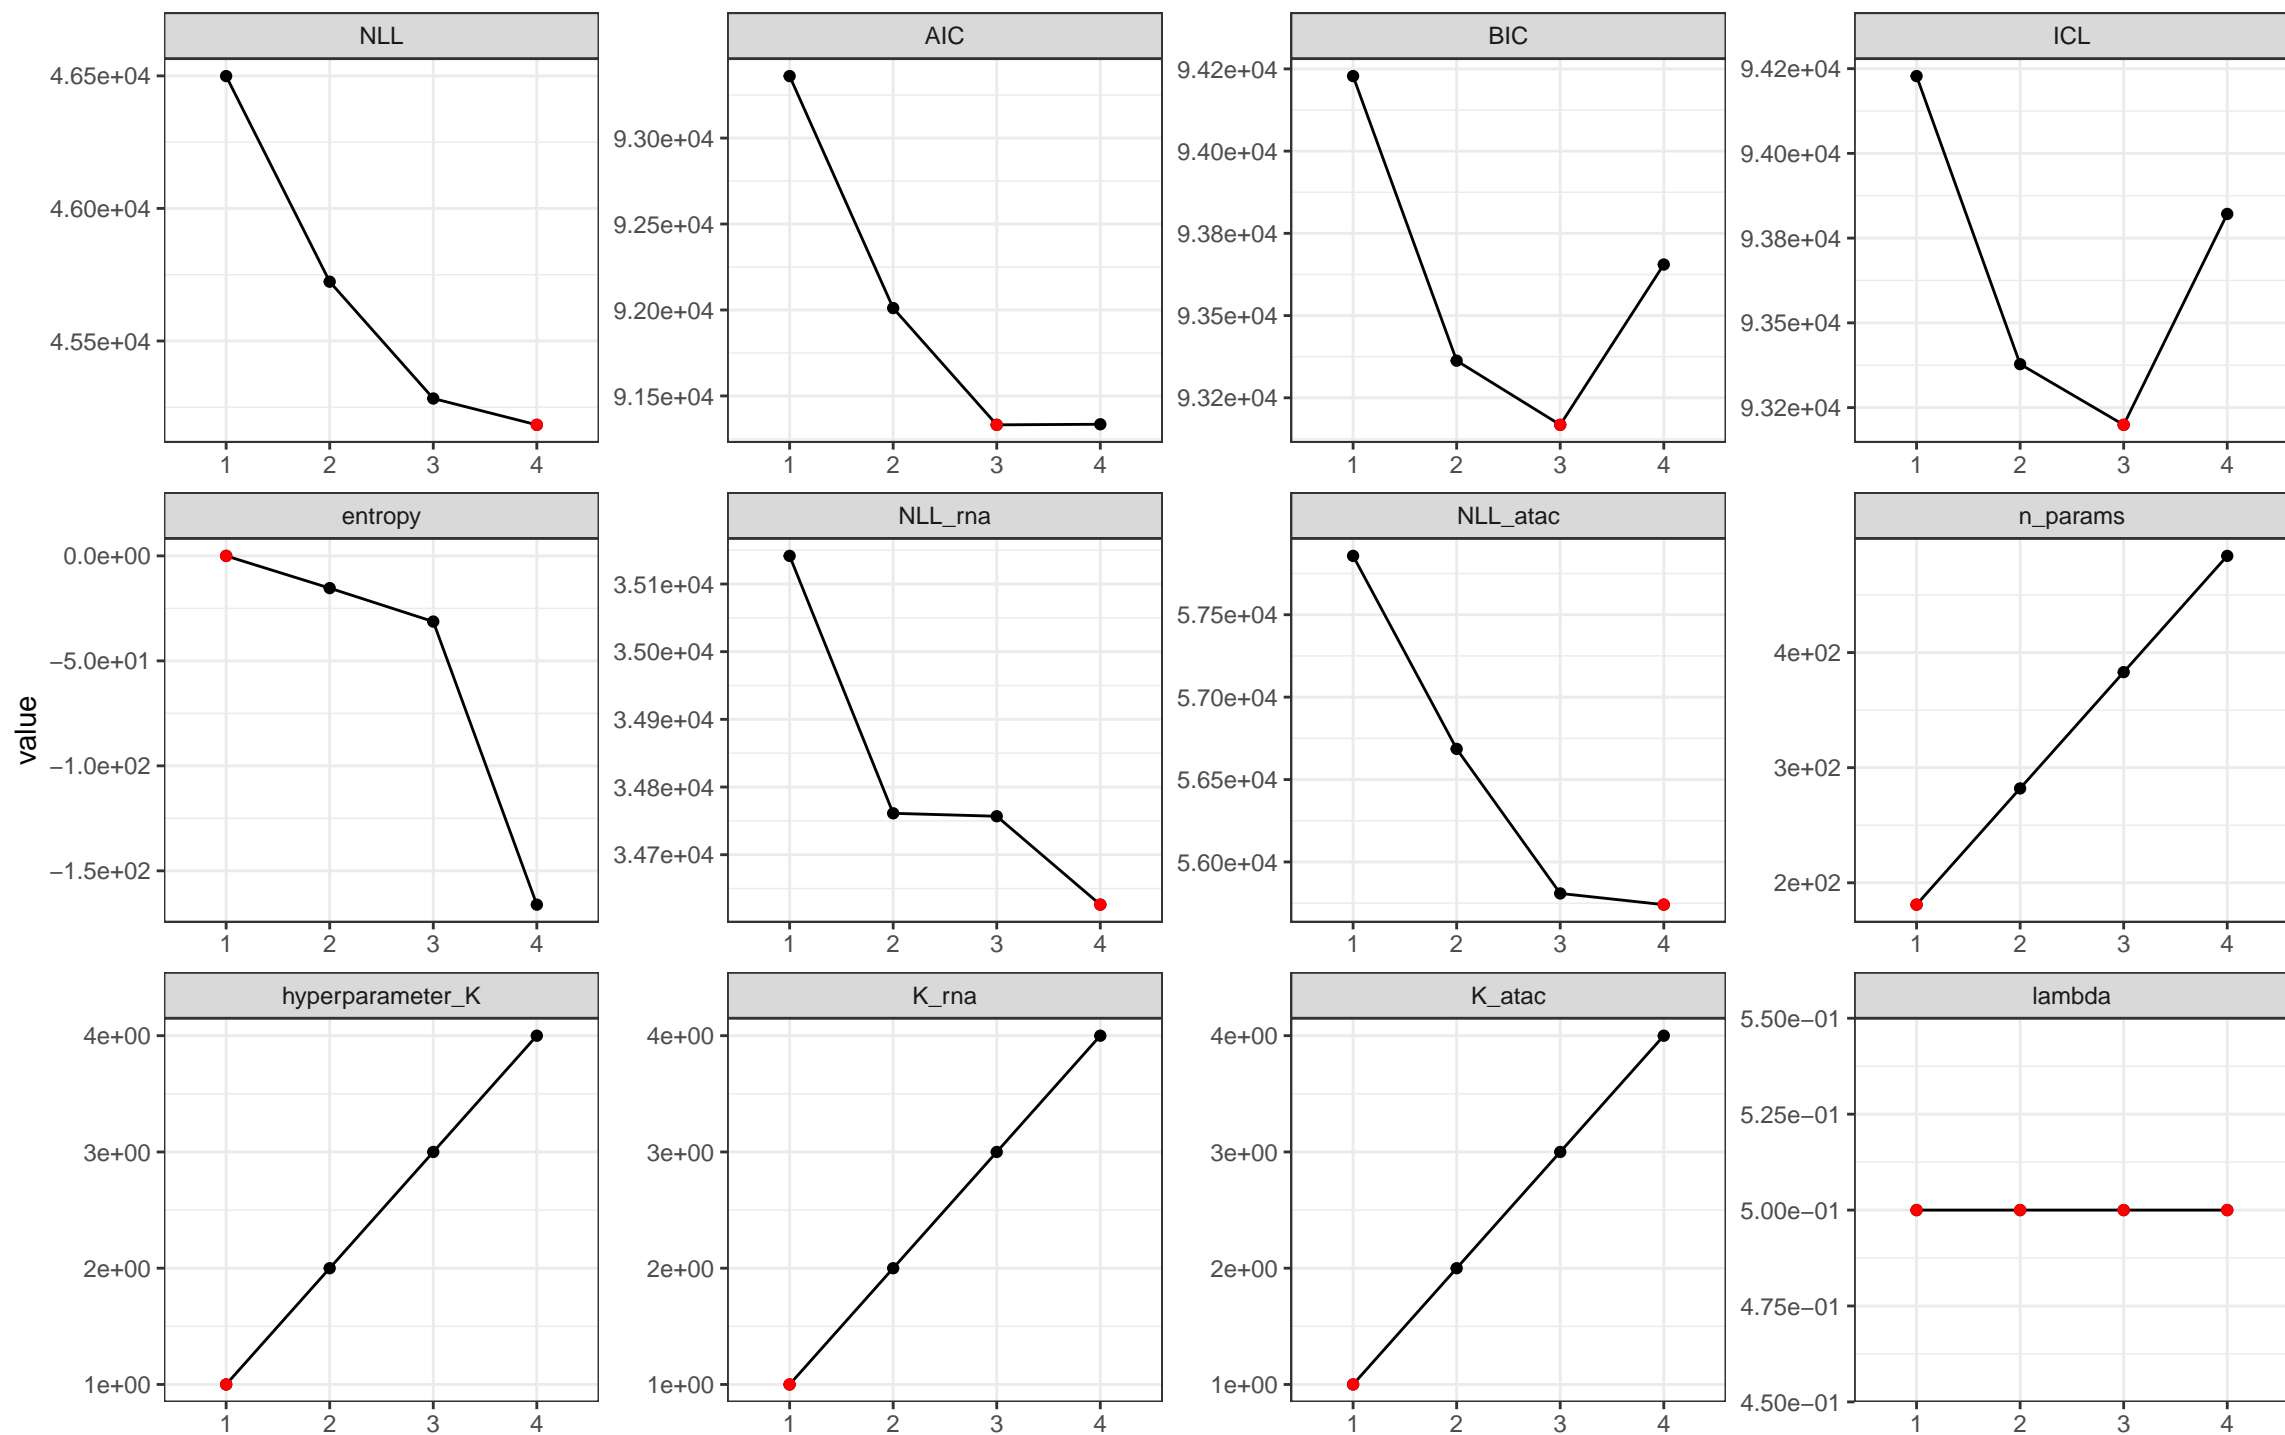 NLL AIC BIC ICL
4.65e+04
4.60e+04
4.55e+04
9.30e+04
9.25e+04
9.20e+04
9.15e+04
9.42e+04
9.40e+04
9.38e+04
9.35e+04
9.32e+04
9.42e+04
9.40e+04
9.38e+04
9.35e+04
9.32e+04
1 2 3 4 1 2 3 4 1 2 3 4 1 2 3 4
entropy NLL_rna NLL_atac n_params
value
0.0e+00
−5.0e+01
−1.0e+02
−1.5e+02
3.51e+04
3.50e+04
3.49e+04
3.48e+04
3.47e+04
5.75e+04
5.70e+04
5.65e+04
5.60e+04
4e+02
3e+02
2e+02
1 2 3 4 1 2 3 4 1 2 3 4 1 2 3 4
hyperparameter_K K_rna K_atac lambda
4e+00
3e+00
2e+00
1e+00
4e+00
3e+00
2e+00
1e+00
4e+00
3e+00
2e+00
1e+00
5.50e−01
5.25e−01
5.00e−01
4.75e−01
4.50e−01
1 2 3 4 1 2 3 4 1 2 3 4 1 2 3 4